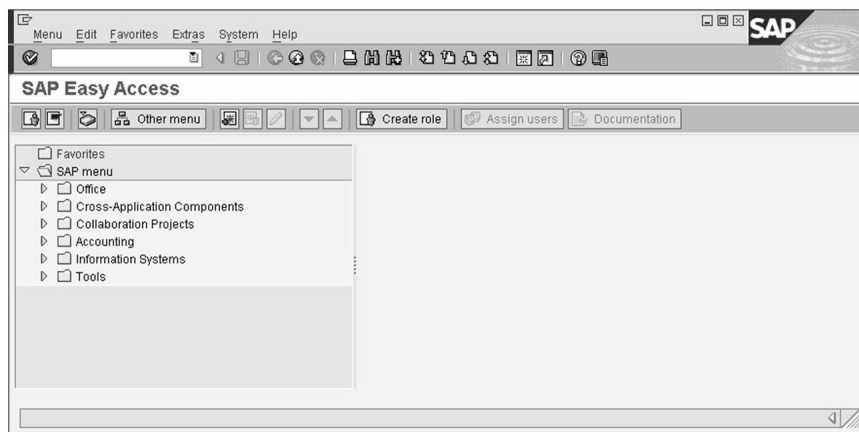 Menu Edit Favorites Extras System Help
SAP
SAP Easy Access
Other menu Create role Assign users Documentation
Favorites
SAP menu
Office
Cross-Application Components
Collaboration Projects
Accounting
Information Systems
Tools